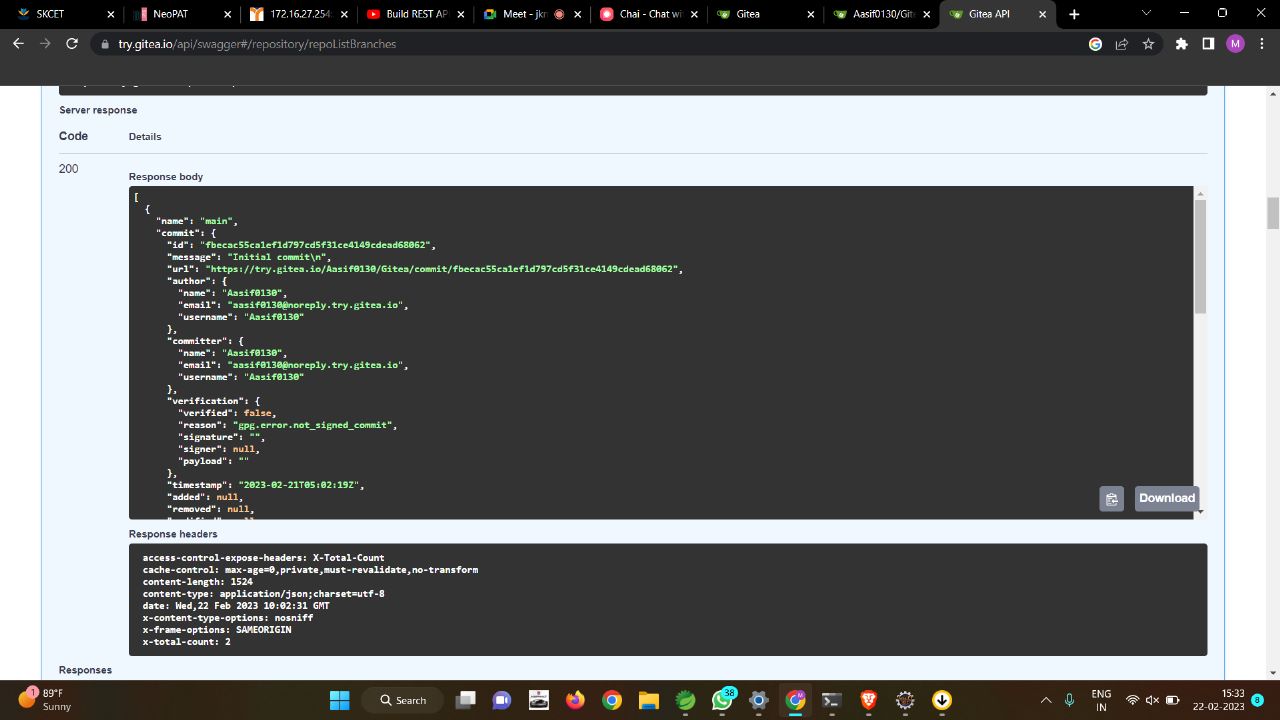 SKCET
NeoPAT
172.16.27.254
Build REST API
Meet - jkn
Chai - Chat wit
Gitea
Aasif0130/Gite
Gitea API
try.gitea.io/api/swagger#/repository/repoListBranches
M
Server response
Code Details
200
Response body
[
{
"name": "main",
"commit": {
"id": "fbecac55ca1ef1d797cd5f31ce4149cdead68062",
"message": "Initial commit\n",
"url": "https://try.gitea.io/Aasif0130/Gitea/commit/fbecac55ca1ef1d797cd5f31ce4149cdead68062",
"author": {
"name": "Aasif0130",
"email": "aasif0130@noreply.try.gitea.io",
"username": "Aasif0130"
},
"committer": {
"name": "Aasif0130",
"email": "aasif0130@noreply.try.gitea.io",
"username": "Aasif0130"
},
"verification": {
"verified": false,
"reason": "gpg.error.not_signed_commit",
"signature": "",
"signer": null,
"payload": ""
},
"timestamp": "2023-02-21T05:02:19Z",
"added": null,
"removed": null,
Download
Response headers
access-control-expose-headers: X-Total-Count
cache-control: max-age=0,private,must-revalidate,no-transform
content-length: 1524
content-type: application/json;charset=utf-8
date: Wed,22 Feb 2023 10:02:31 GMT
x-content-type-options: nosniff
x-frame-options: SAMEORIGIN
x-total-count: 2
Responses
1
89°F
Sunny
Search
38
ENG
IN
15:33
22-02-2023
8